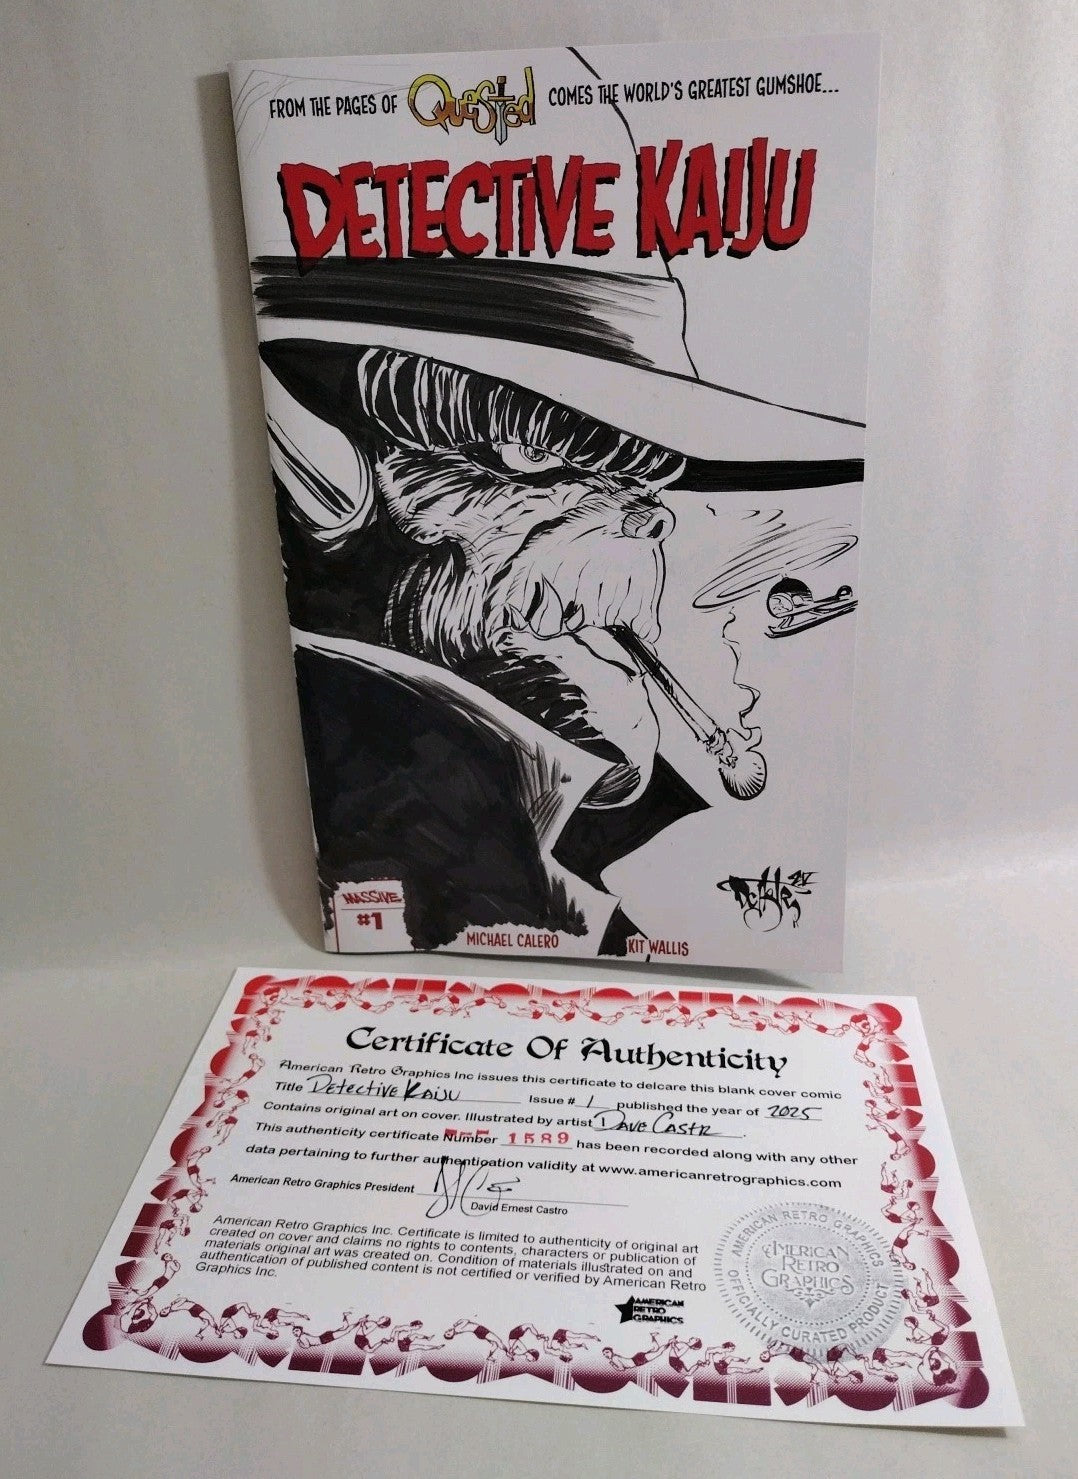 FROM THE PAGES OF Quested COMES THE WORLD'S GREATEST GUMSHOE...
DETECTIVE KAIJU
MASSIVE
#1
MICHAEL CALERO
KIT WALLIS
Certificate Of Authenticity
American Retro Graphics Inc issues this certificate to delcare this blank cover comic
Title Detective Kaiju Issue # 1 published the year of 2025
Contains original art on cover. Illustrated by artist Dave Castr.
This authenticity certificate Number 1589 has been recorded along with any other
data pertaining to further authentication validity at www.americanretrographics.com
American Retro Graphics President
David Ernest Castro
American Retro Graphics Inc. Certificate is limited to authenticity of original art
created on cover and claims no rights to contents, characters or publication of
materials original art was created on. Condition of materials illustrated on and
authentication of published content is not certified or verified by American Retro
Graphics Inc.
AMERICAN
RETRO
GRAPHICS
AMERICAN RETRO GRAPHICS
AMERICAN
RETRO
GRAPHICS
OFFICIALLY CURATED PRODUCT